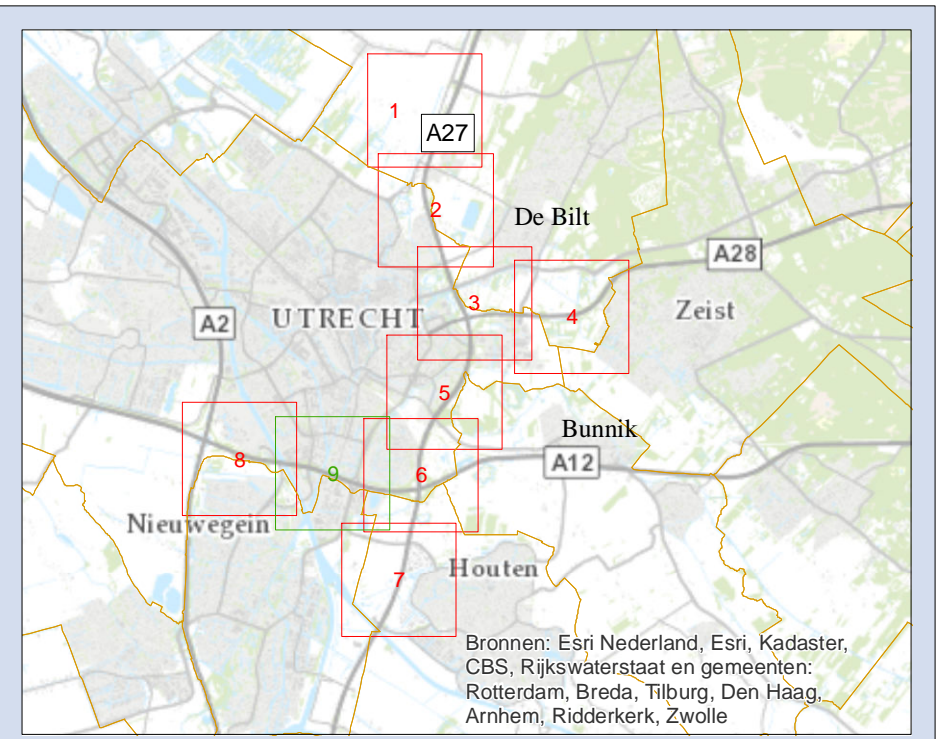 1
A27
2
De Bilt
A28
3
4
Zeist
A2
UTRECHT
5
Bunnik
8
9
6
A12
Nieuwegein
7
Houten
Bronnen: Esri Nederland, Esri, Kadaster,
CBS, Rijkswaterstaat en gemeenten:
Rotterdam, Breda, Tilburg, Den Haag,
Arnhem, Ridderkerk, Zwolle